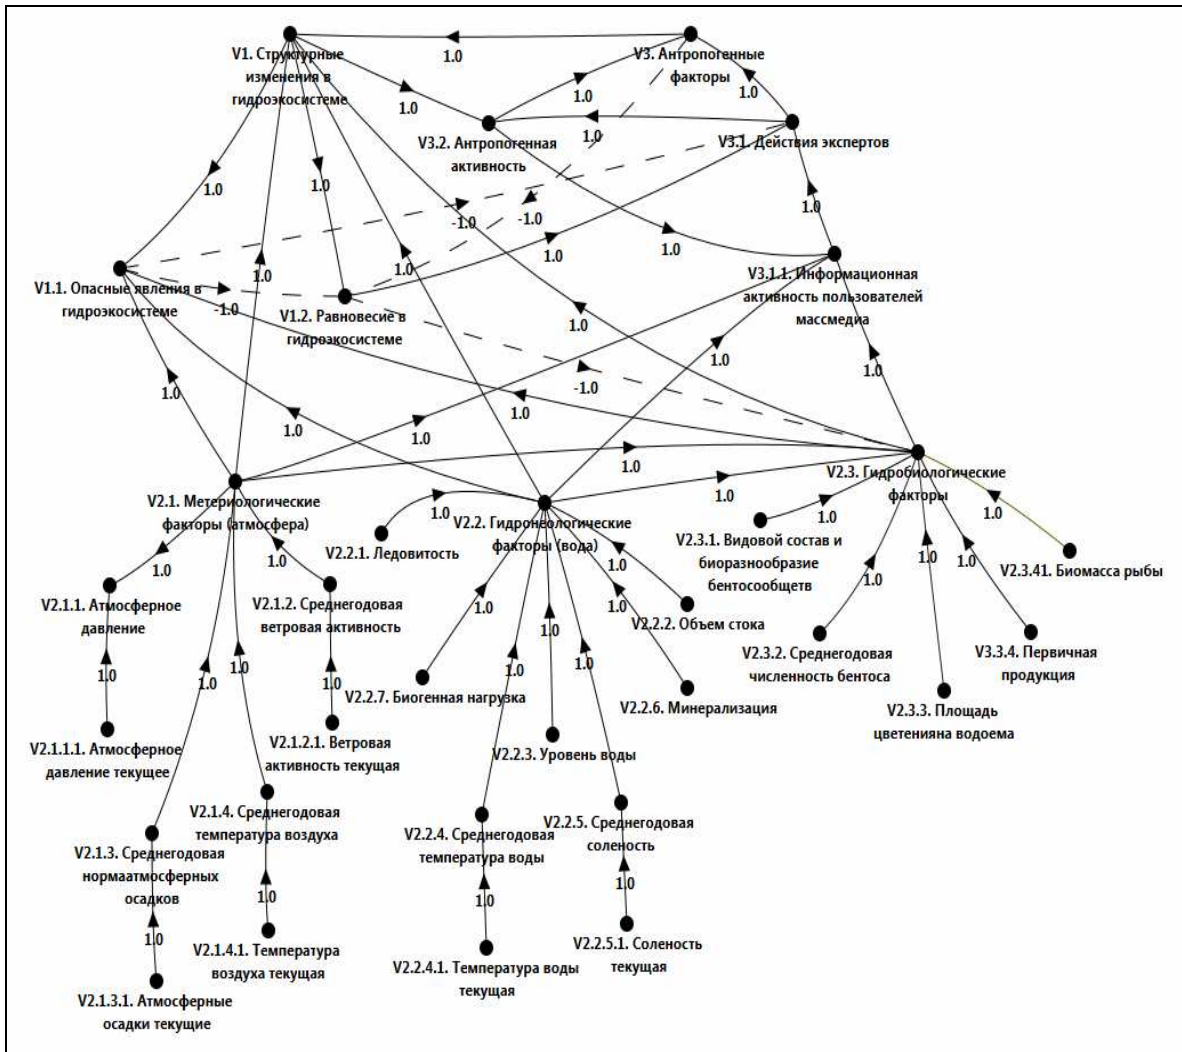 1.0
V1. Структурные
изменения в
гидроэкосистеме
V3. Антропогенные
факторы
1.0
1.0
1.0
V3.2. Антропогенная
активность
1.0
V3.1. Действия экспертов
1.0
1.0
-1.0
-1.0
1.0
1.0
1.0
V1.1. Опасные явления в
гидроэкосистеме
-1.0
V1.2. Равновесие в
гидроэкосистеме
1.0
1.0
V3.1.1. Информационная
активность пользователей
массмедиа
1.0
1.0
-1.0
1.0
1.0
1.0
1.0
1.0
1.0
1.0
V2.1. Метериологические
факторы (атмосфера)
1.0
V2.2.1. Ледовитость
V2.2. Гидронеологические
факторы (вода)
1.0
V2.3. Гидробиологические
факторы
1.0
V2.3.1. Видовой состав и
биоразнообразие
бентосообщетв
1.0
V2.3.41. Биомасса рыбы
1.0
1.0
1.0
1.0
1.0
1.0
V2.1.1. Атмосферное
давление
V2.1.2. Среднегодовая
ветровая активность
1.0
1.0
V2.2.2. Объем стока
V2.3.2. Среднегодовая
численность бентоса
V3.3.4. Первичная
продукция
1.0
1.0
1.0
1.0
1.0
1.0
1.0
1.0
V2.2.7. Биогенная нагрузка
V2.2.6. Минерализация
V2.3.3. Площадь
цветенияна водоема
V2.1.1.1. Атмосферное
давление текущее
V2.1.2.1. Ветровая
активность текущая
V2.2.3. Уровень воды
V2.1.4. Среднегодовая
температура воздуха
V2.2.4. Среднегодовая
температура воды
V2.2.5. Среднегодовая
соленость
V2.1.3. Среднегодовая
нормаатмосферных
осадков
1.0
1.0
1.0
1.0
V2.1.4.1. Температура
воздуха текущая
V2.2.4.1. Температура воды
текущая
V2.2.5.1. Соленость
текущая
V2.1.3.1. Атмосферные
осадки текущие